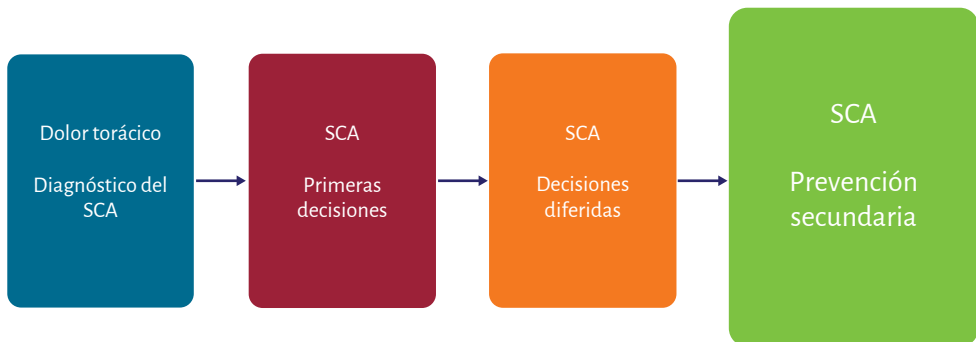 Dolor torácico
Diagnóstico del
SCA
SCA
Primeras
decisiones
SCA
Decisiones
diferidas
SCA
Prevención
secundaria